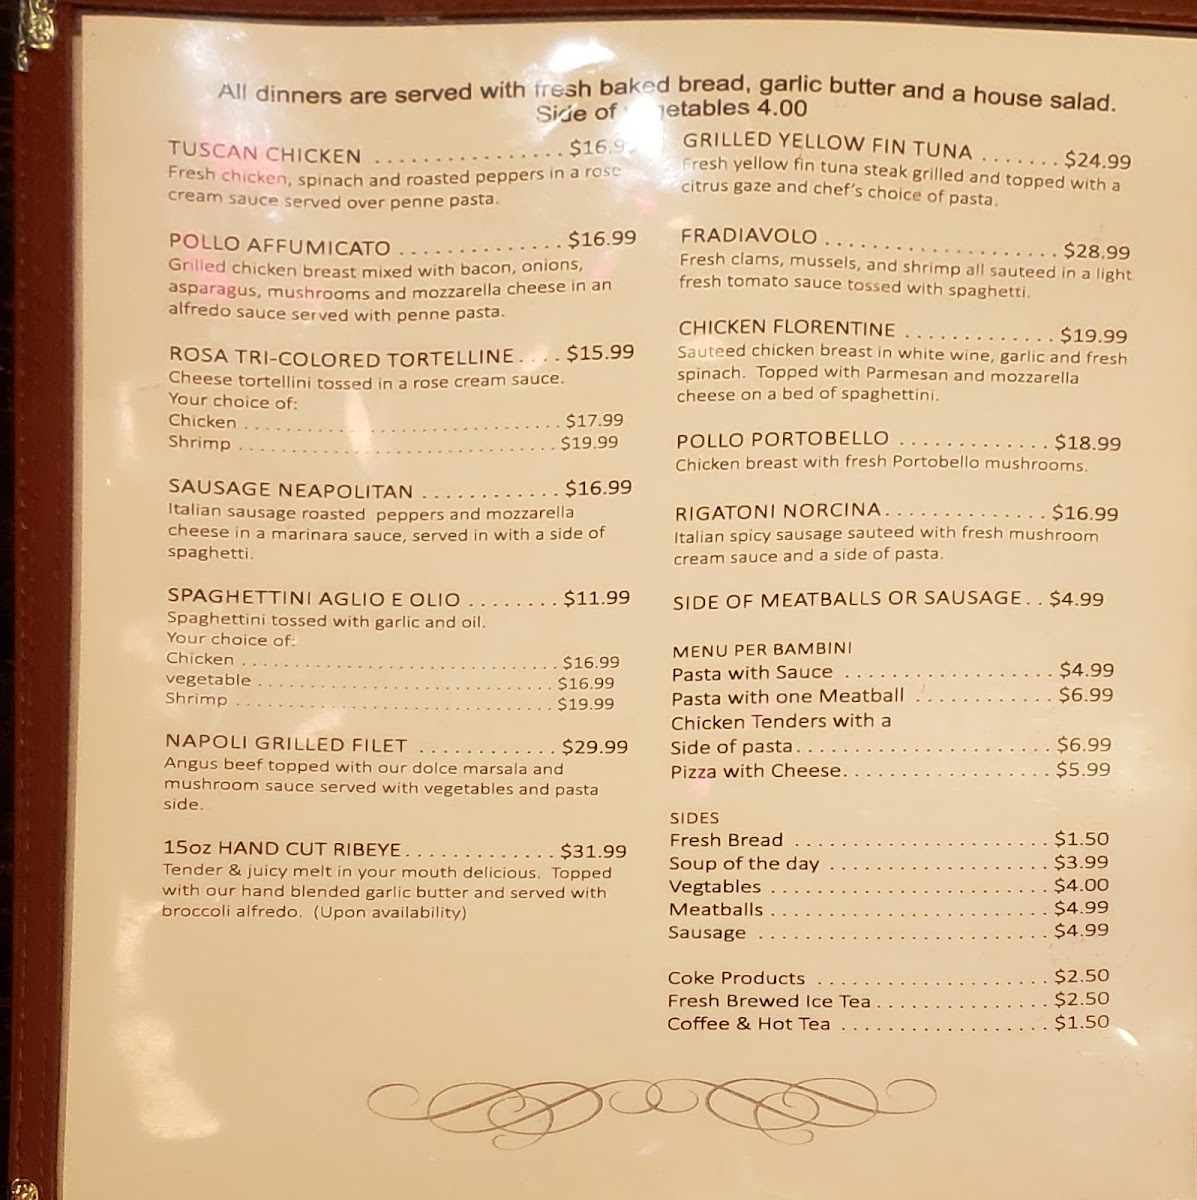 All dinners are served with fresh baked bread, garlic butter and a house salad.
Side of vegetables 4.00
TUSCAN CHICKEN . . . . . . . . . . . . . . . . $16.9
Fresh chicken, spinach and roasted peppers in a rose
cream sauce served over penne pasta.
POLLO AFFUMICATO . . . . . . . . . . . . . . $16.99
Grilled chicken breast mixed with bacon, onions,
asparagus, mushrooms and mozzarella cheese in an
alfredo sauce served with penne pasta.
ROSA TRI-COLORED TORTELLINE. . . . $15.99
Cheese tortellini tossed in a rose cream sauce.
Your choice of:
Chicken . . . . . . . . . . . . . . . . . . . . . . . . . . . . . . $17.99
Shrimp . . . . . . . . . . . . . . . . . . . . . . . . . . . . . . $19.99
SAUSAGE NEAPOLITAN . . . . . . . . . . . . $16.99
Italian sausage roasted peppers and mozzarella
cheese in a marinara sauce, served in with a side of
spaghetti.
SPAGHETTINI AGLIO E OLIO . . . . . . . . $11.99
Spaghettini tossed with garlic and oil.
Your choice of:
Chicken . . . . . . . . . . . . . . . . . . . . . . . . . . . . . . $16.99
vegetable . . . . . . . . . . . . . . . . . . . . . . . . . . . . $16.99
Shrimp . . . . . . . . . . . . . . . . . . . . . . . . . . . . . . $19.99
NAPOLI GRILLED FILET . . . . . . . . . . . . $29.99
Angus beef topped with our dolce marsala and
mushroom sauce served with vegetables and pasta
side.
15oz HAND CUT RIBEYE. . . . . . . . . . . . . $31.99
Tender & juicy melt in your mouth delicious. Topped
with our hand blended garlic butter and served with
broccoli alfredo. (Upon availability)
GRILLED YELLOW FIN TUNA . . . . . . . $24.99
Fresh yellow fin tuna steak grilled and topped with a
citrus gaze and chef's choice of pasta.
FRADIAVOLO . . . . . . . . . . . . . . . . . . . $28.99
Fresh clams, mussels, and shrimp all sauteed in a light
fresh tomato sauce tossed with spaghetti.
CHICKEN FLORENTINE . . . . . . . . . . . . . $19.99
Sauteed chicken breast in white wine, garlic and fresh
spinach. Topped with Parmesan and mozzarella
cheese on a bed of spaghettini.
POLLO PORTOBELLO . . . . . . . . . . . . . $18.99
Chicken breast with fresh Portobello mushrooms.
RIGATONI NORCINA. . . . . . . . . . . . . . $16.99
Italian spicy sausage sauteed with fresh mushroom
cream sauce and a side of pasta.
SIDE OF MEATBALLS OR SAUSAGE. . $4.99
MENU PER BAMBINI
Pasta with Sauce . . . . . . . . . . . . . . . . . . $4.99
Pasta with one Meatball . . . . . . . . . . . . $6.99
Chicken Tenders with a
Side of pasta. . . . . . . . . . . . . . . . . . . . . . $6.99
Pizza with Cheese. . . . . . . . . . . . . . . . . . $5.99
SIDES
Fresh Bread . . . . . . . . . . . . . . . . . . . . . . $1.50
Soup of the day . . . . . . . . . . . . . . . . . . . $3.99
Vegtables . . . . . . . . . . . . . . . . . . . . . . . . $4.00
Meatballs . . . . . . . . . . . . . . . . . . . . . . . . $4.99
Sausage . . . . . . . . . . . . . . . . . . . . . . . . . $4.99
Coke Products . . . . . . . . . . . . . . . . . . . . $2.50
Fresh Brewed Ice Tea . . . . . . . . . . . . . . . $2.50
Coffee & Hot Tea . . . . . . . . . . . . . . . . . . $1.50